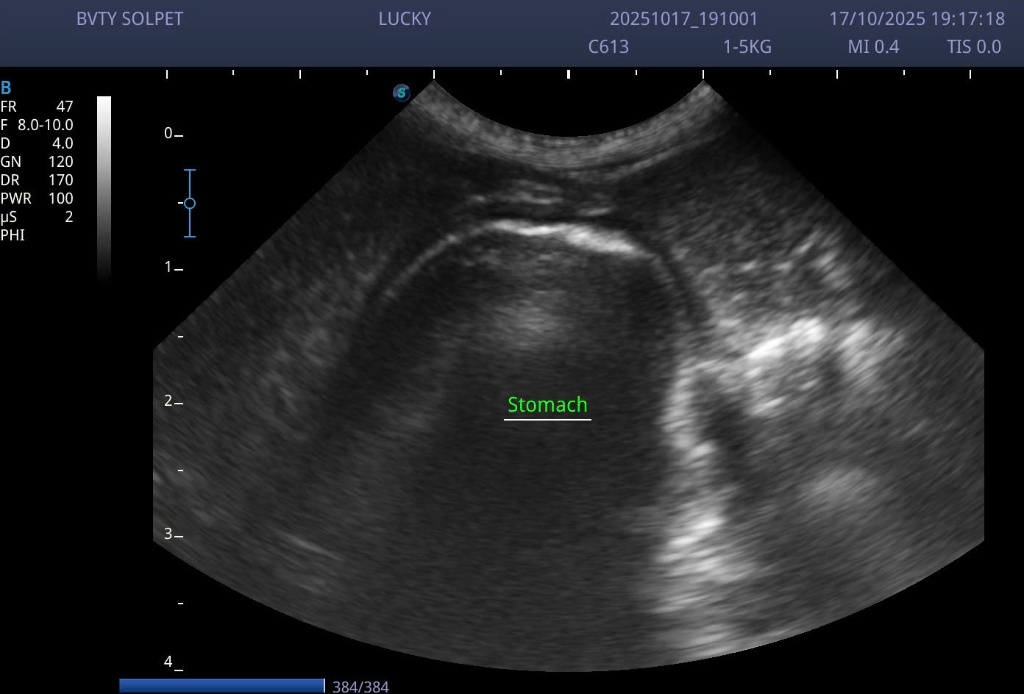 BVTY SOLPET LUCKY 20251017_191001 17/10/2025 19:17:18
C613 1-5KG MI 0.4 TIS 0.0
B
FR 47
F 8.0-10.0
D 4.0
GN 120
DR 170
PWR 100
µS 2
PHI
S
0
1
2
3
4
Stomach
384/384